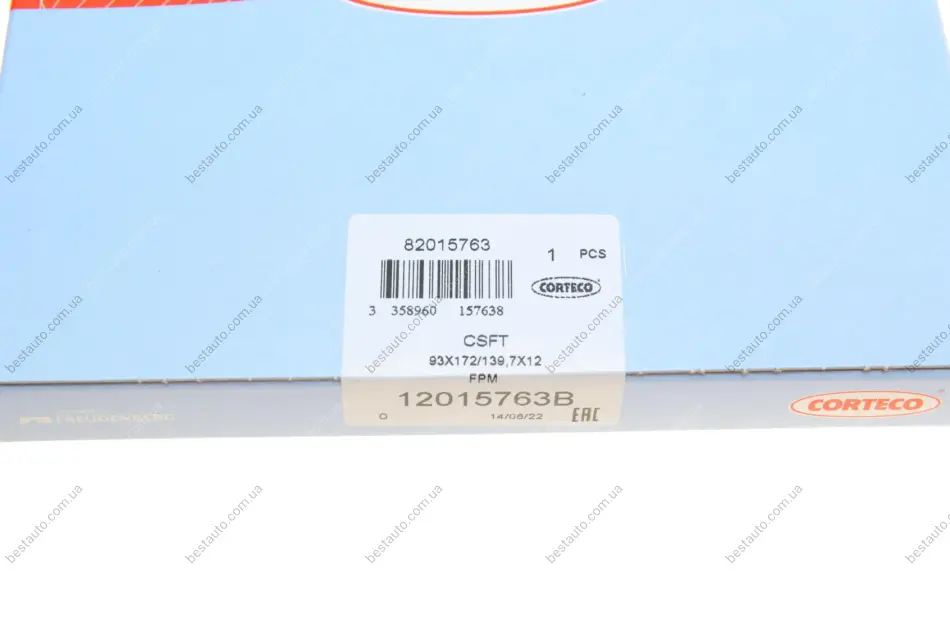 82015763
1 PCS
CORTECO
3 358960 157638
CSFT
93X172/139,7X12
FPM
12015763B
0 14/06/22 EAC
FREUDENBERG
CORTECO
bestauto.com.ua